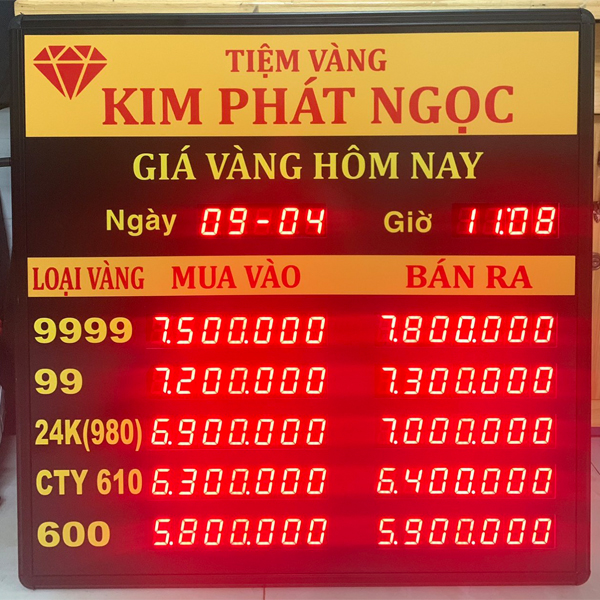 TIỆM VÀNG
KIM PHÁT NGỌC
GIÁ VÀNG HÔM NAY
Ngày 09-04 Giờ 11:08
LOẠI VÀNG MUA VÀO BÁN RA
9999 7.500.000 7.800.000
99 7.200.000 7.300.000
24K(980) 6.900.000 7.000.000
CTY 610 6.300.000 6.400.000
600 5.800.000 5.900.000